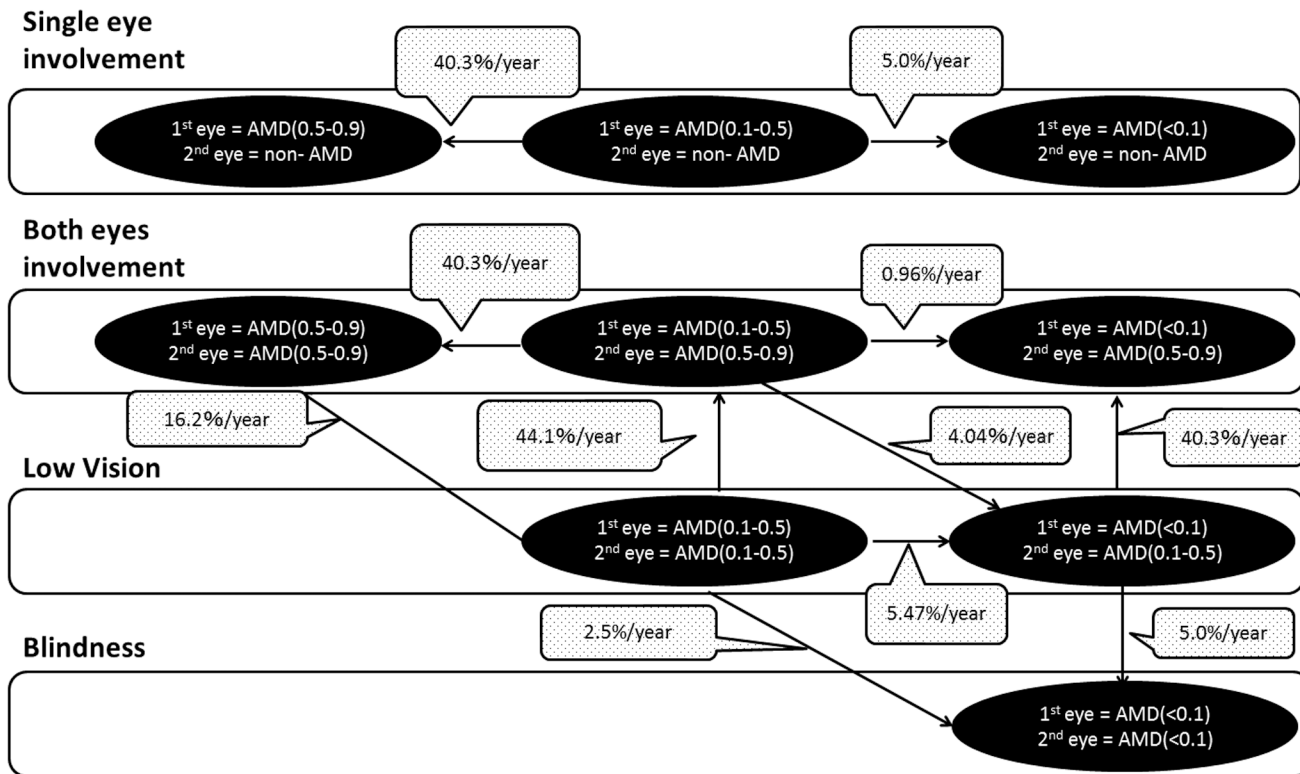 Single eye
involvement
40.3%/year
5.0%/year
1st eye = AMD(0.5-0.9)
2nd eye = non- AMD
1st eye = AMD(0.1-0.5)
2nd eye = non- AMD
1st eye = AMD(<0.1)
2nd eye = non- AMD
Both eyes
involvement
40.3%/year
0.96%/year
1st eye = AMD(0.5-0.9)
2nd eye = AMD(0.5-0.9)
1st eye = AMD(0.1-0.5)
2nd eye = AMD(0.5-0.9)
1st eye = AMD(<0.1)
2nd eye = AMD(0.5-0.9)
16.2%/year
44.1%/year
4.04%/year
40.3%/year
Low Vision
1st eye = AMD(0.1-0.5)
2nd eye = AMD(0.1-0.5)
1st eye = AMD(<0.1)
2nd eye = AMD(0.1-0.5)
2.5%/year
5.47%/year
5.0%/year
Blindness
1st eye = AMD(<0.1)
2nd eye = AMD(<0.1)